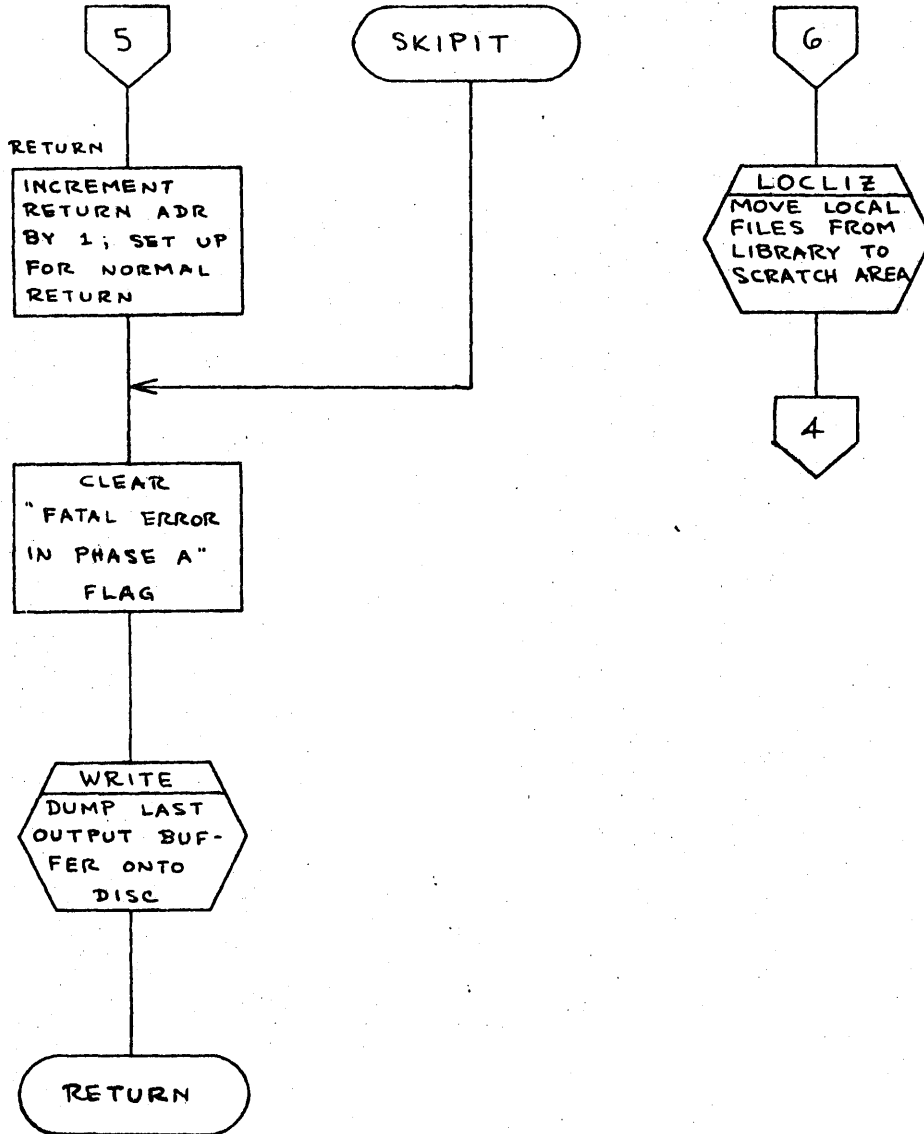 5
RETURN
INCREMENT
RETURN ADR
BY 1; SET UP
FOR NORMAL
RETURN
SKIPIT
CLEAR
"FATAL ERROR
IN PHASE A"
FLAG
WRITE
DUMP LAST
OUTPUT BUF-
FER ONTO
DISC
RETURN
6
LOCLIZ
MOVE LOCAL
FILES FROM
LIBRARY TO
SCRATCH AREA
4